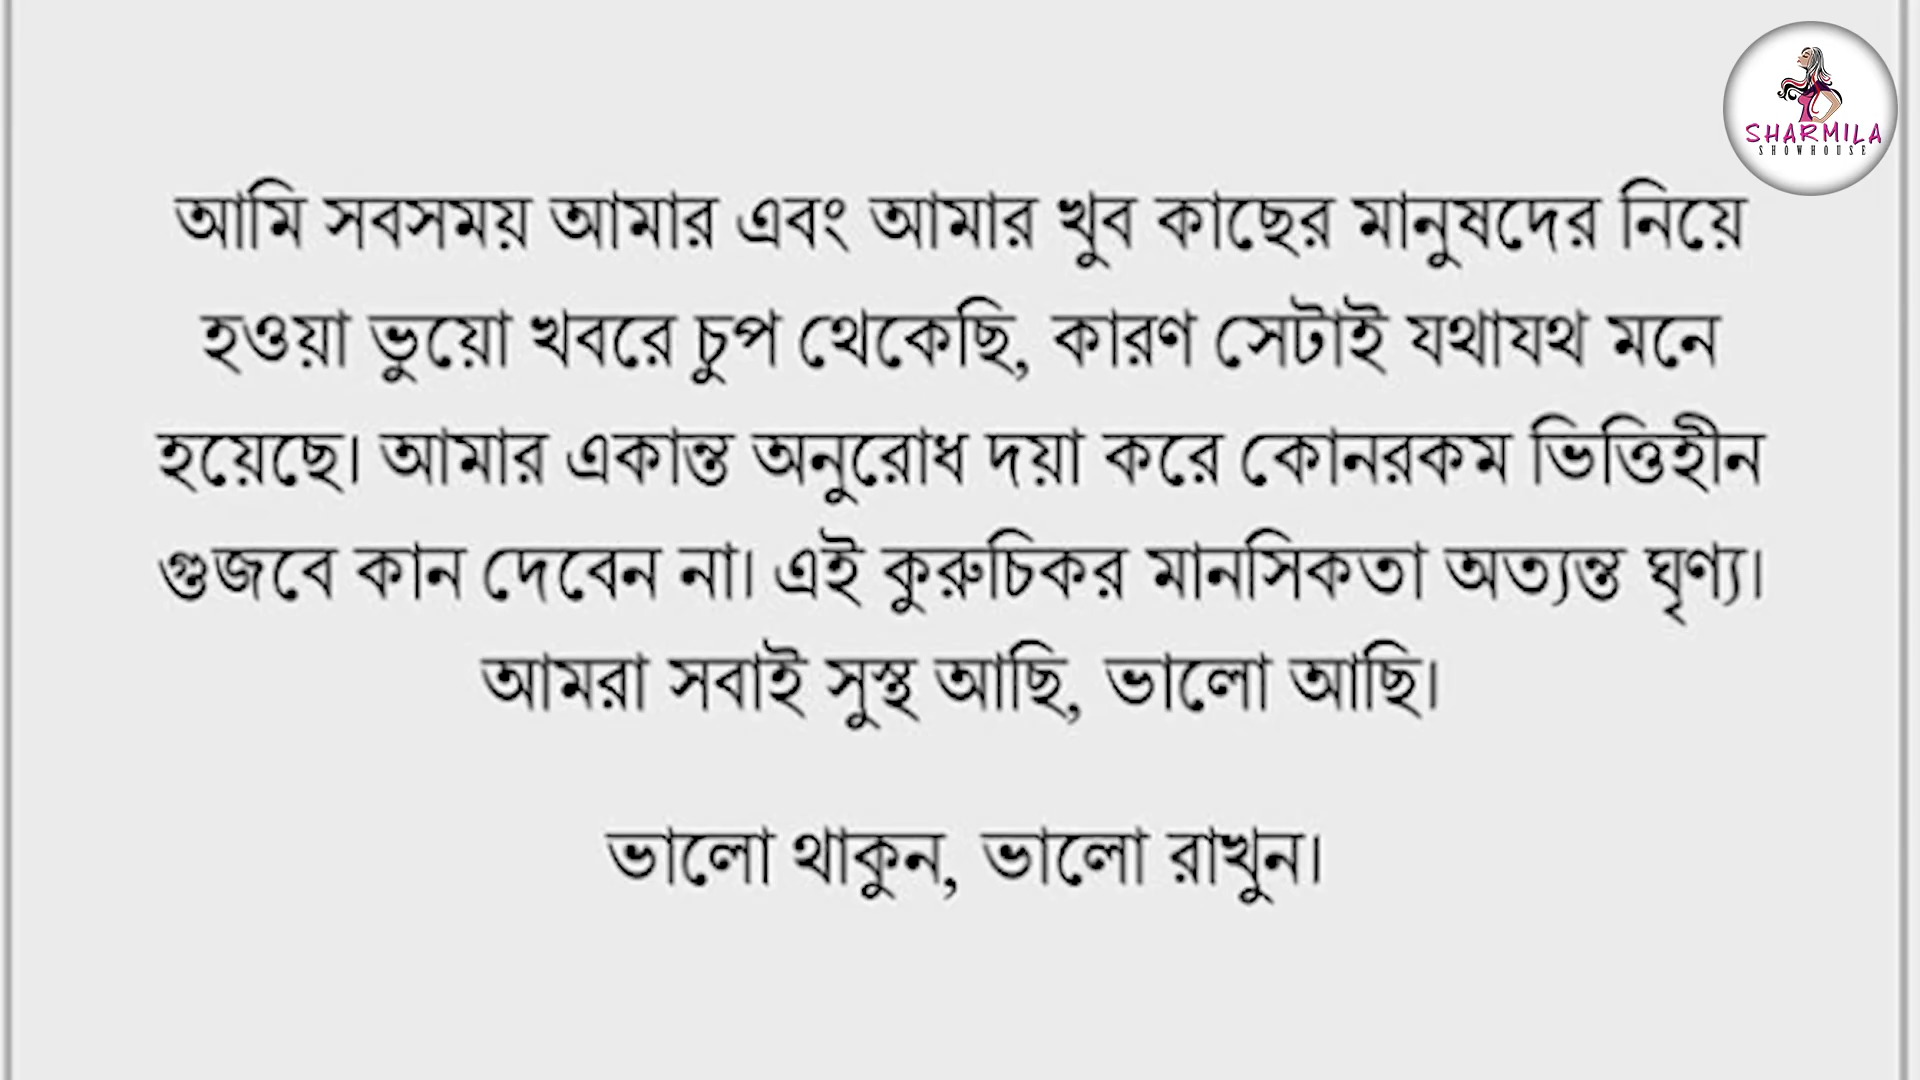 SHARMILA
SHOWHOUSE
আমি সবসময় আমার এবং আমার খুব কাছের মানুষদের নিয়ে
হওয়া ভুয়ো খবরে চুপ থেকেছি, কারণ সেটাই যথাযথ মনে
হয়েছে। আমার একান্ত অনুরোধ দয়া করে কোনরকম ভিত্তিহীন
গুজবে কান দেবেন না। এই কুরুচিকর মানসিকতা অত্যন্ত ঘৃণ্য।
আমরা সবাই সুস্থ আছি, ভালো আছি।
ভালো থাকুন, ভালো রাখুন।